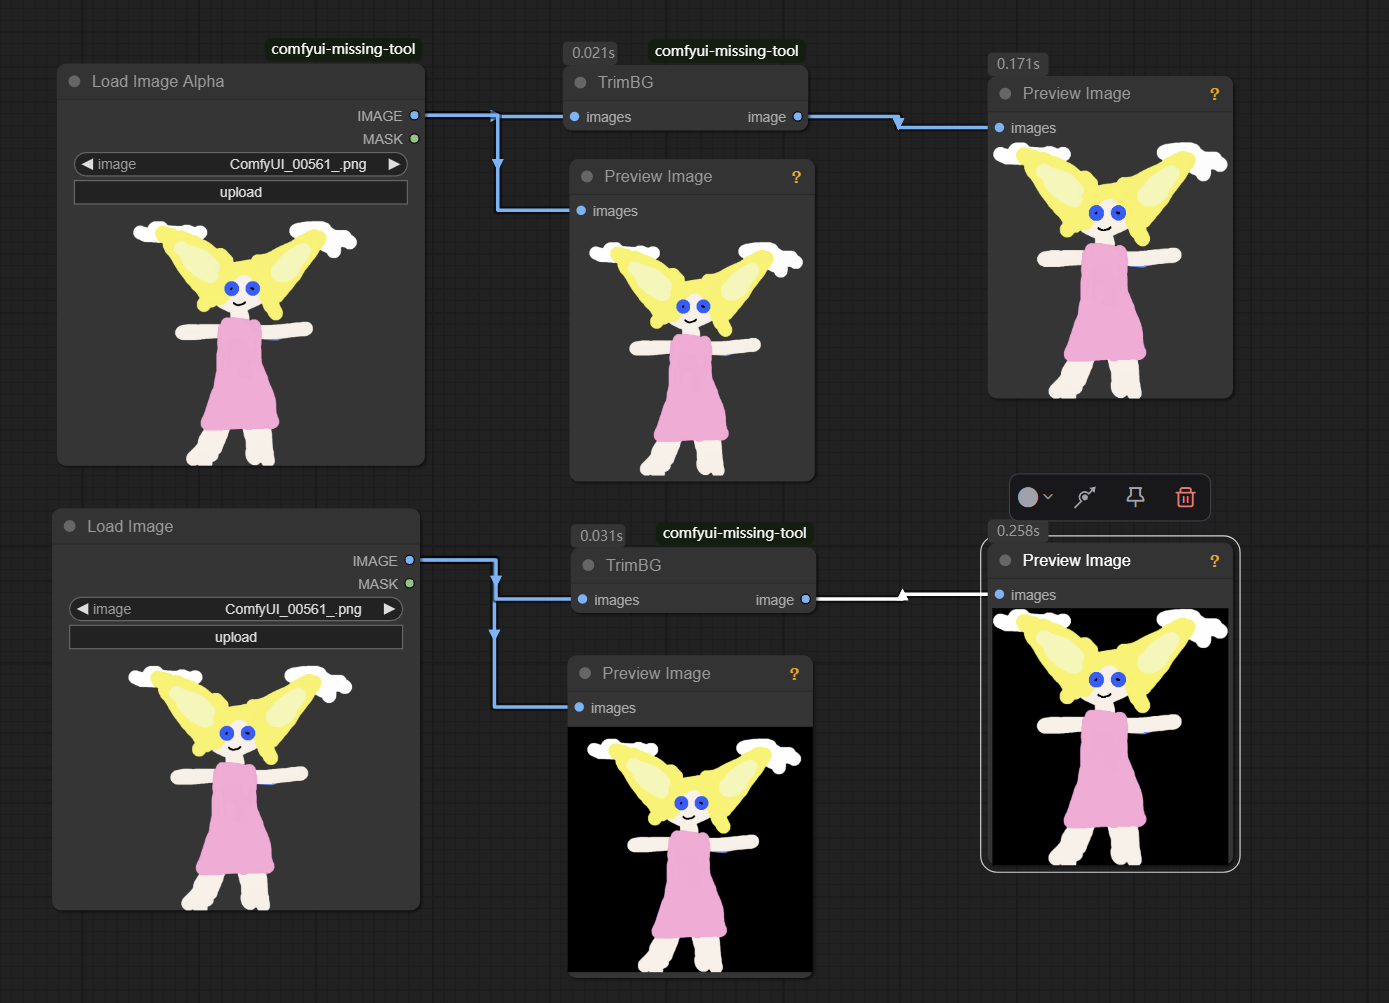 comfyui-missing-tool
Load Image Alpha
IMAGE
MASK
image ComfyUI_00561_.png
upload
0.021s
comfyui-missing-tool
TrimBG
images image
Preview Image ?
images
0.171s
Preview Image ?
images
Load Image
IMAGE
MASK
image ComfyUI_00561_.png
upload
0.031s
comfyui-missing-tool
TrimBG
images image
Preview Image ?
images
0.258s
Preview Image ?
images